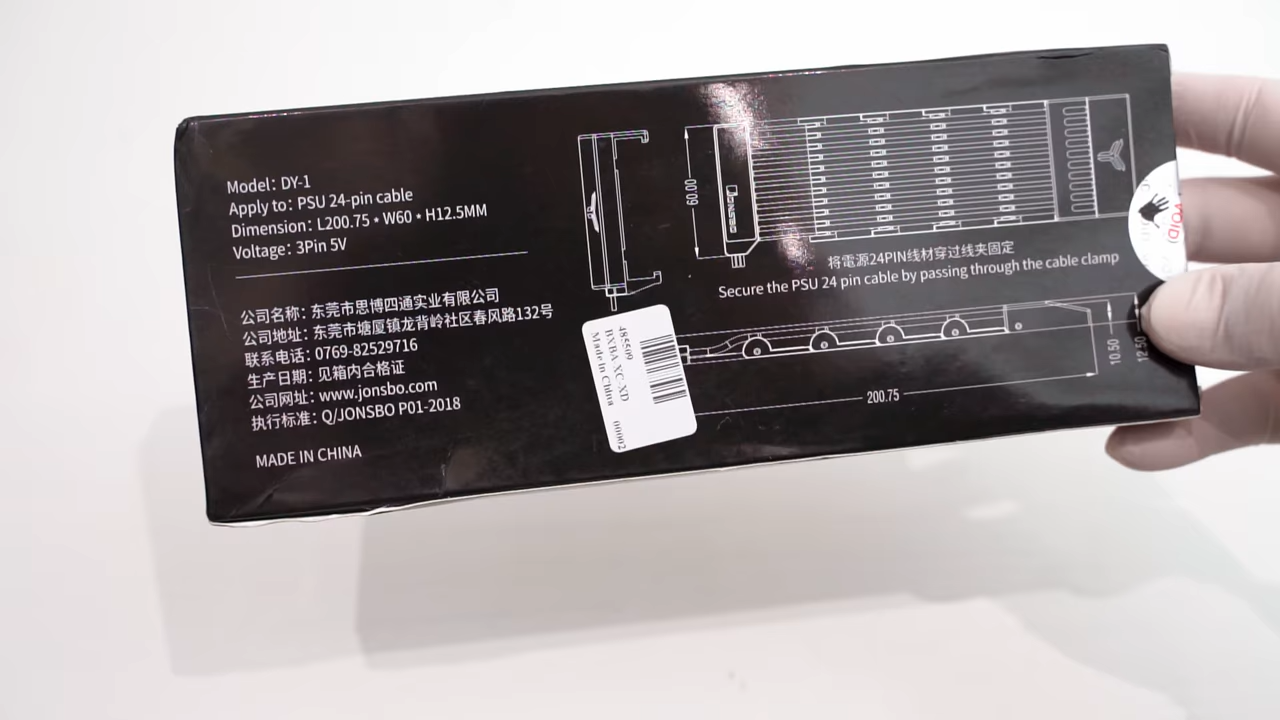 Model: DY-1
Apply to: PSU 24-pin cable
Dimension: L200.75 * W60 * H12.5MM
Voltage: 3Pin 5V
公司名称: 东莞市思博四通实业有限公司
公司地址: 东莞市塘厦镇龙背岭社区春风路132号
联系电话: 0769-82529716
生产日期: 见箱内合格证
公司网址: www.jonsbo.com
执行标准: Q/JONSBO P01-2018
MADE IN CHINA
60.00
JONSBO
将電源24PIN线材穿过线夹固定
Secure the PSU 24 pin cable by passing through the cable clamp
10.50
12.50
200.75
485509
BXBA XC-XD
Made in China 00002
VOID